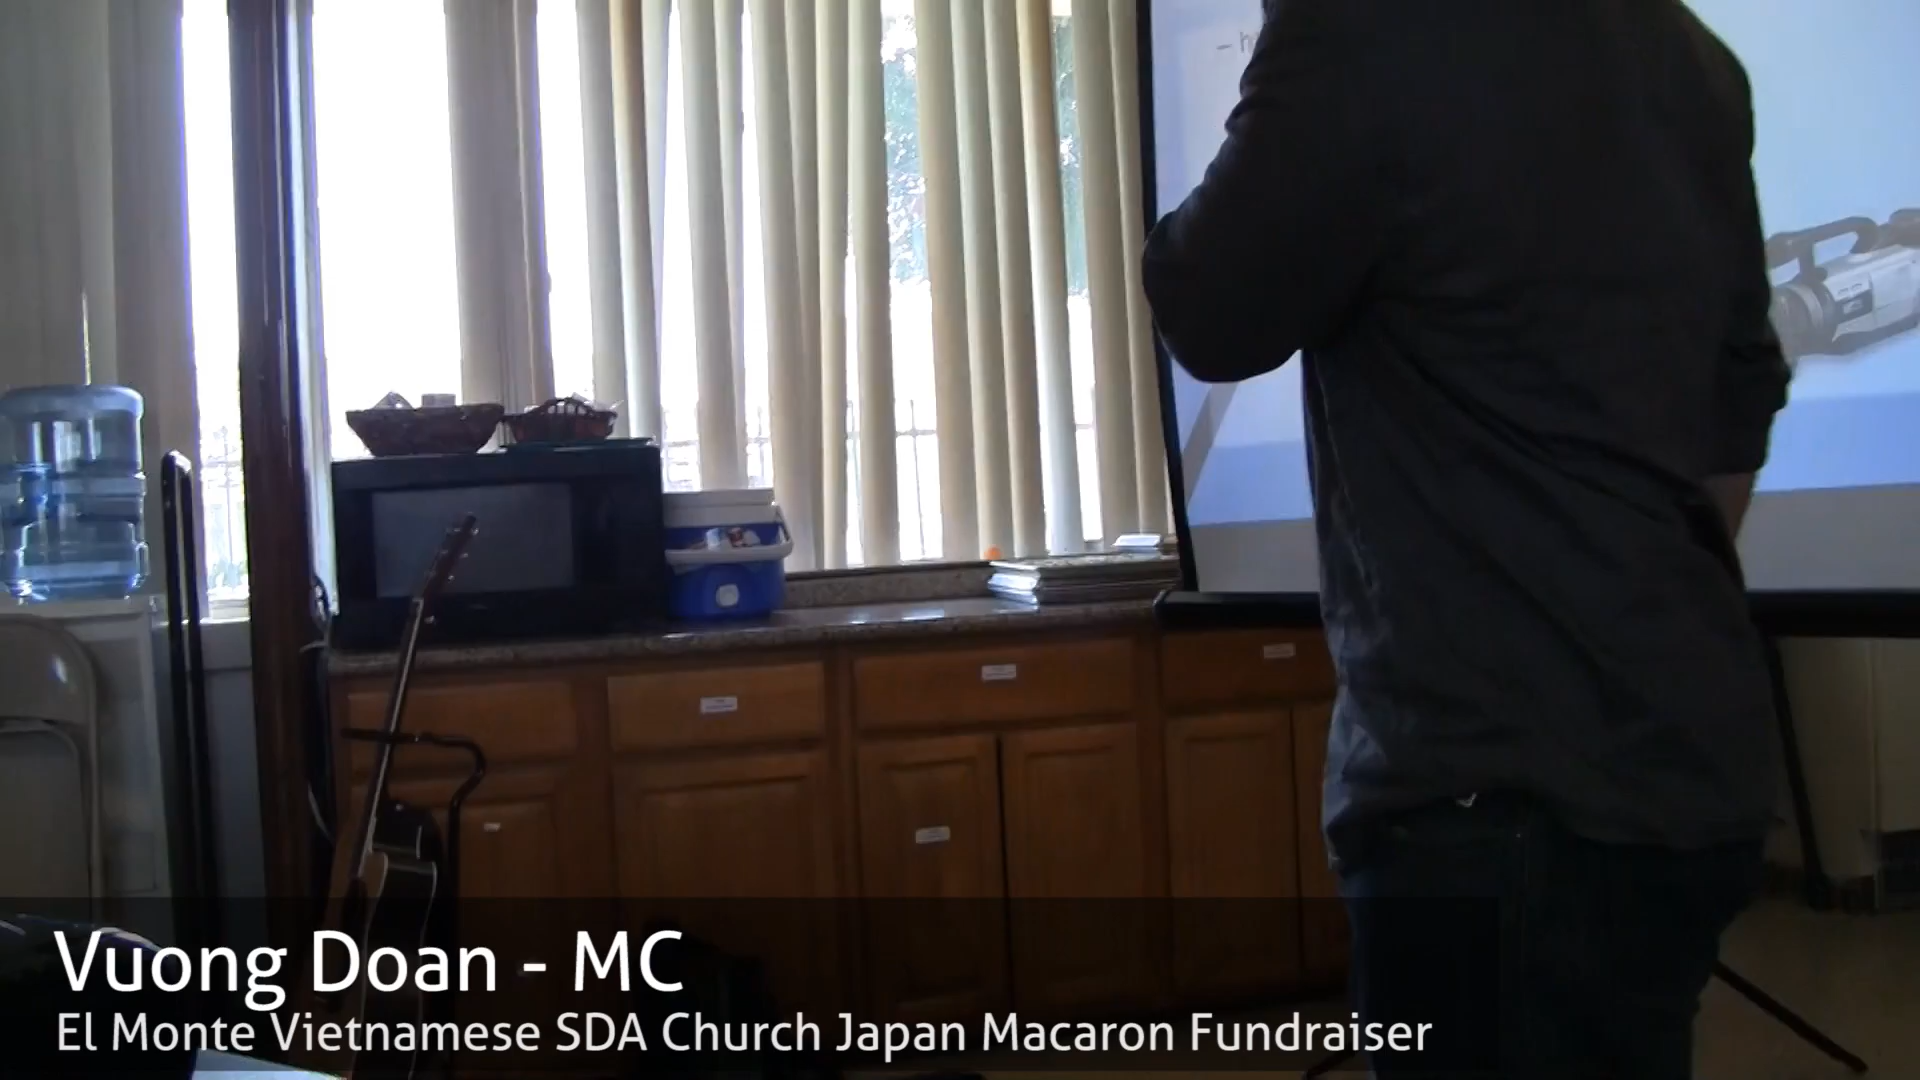 Vuong Doan - MC
El Monte Vietnamese SDA Church Japan Macaron Fundraiser